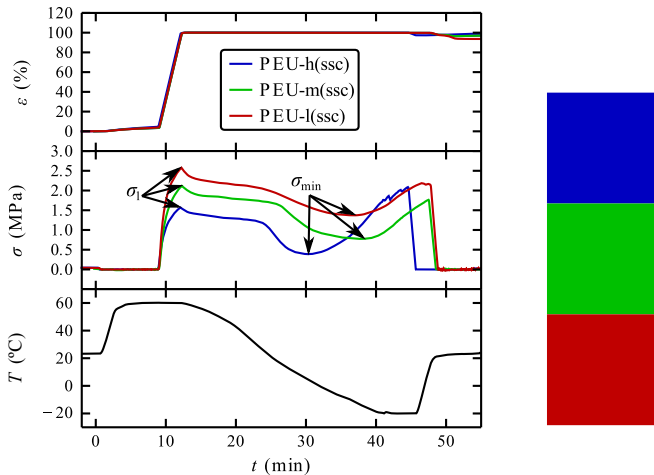 120
100
80
60
40
20
0
ε (%)
PEU-h(ssc)
PEU-m(ssc)
PEU-l(ssc)
3.0
2.5
2.0
1.5
1.0
0.5
0.0
σ (MPa)
σ₁
σmin
60
40
20
0
−20
T (ºC)
0 10 20 30 40 50
t (min)